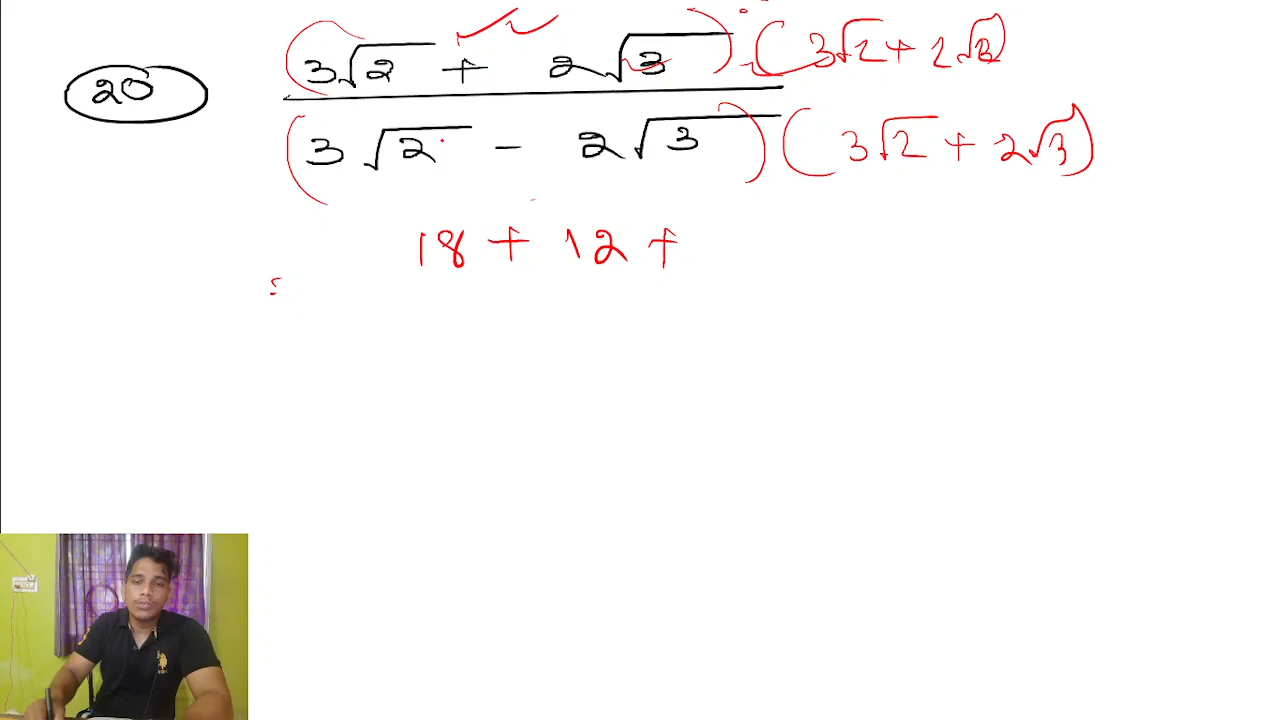 20
(3√2 + 2√3) (3√2 + 2√3)
(3√2 - 2√3) (3√2 + 2√3)
18 + 12 +
=